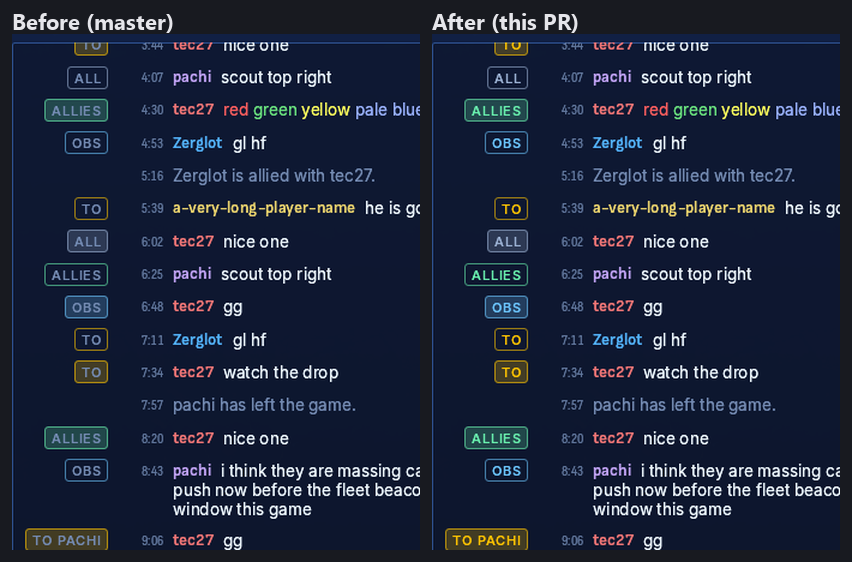 Before (master)
TO 3:44 tec27 nice one
ALL 4:07 pachi scout top right
ALLIES 4:30 tec27 red green yellow pale blue
OBS 4:53 Zerglot gl hf
5:16 Zerglot is allied with tec27.
TO 5:39 a-very-long-player-name he is go
ALL 6:02 tec27 nice one
ALLIES 6:25 pachi scout top right
OBS 6:48 tec27 gg
TO 7:11 Zerglot gl hf
TO 7:34 tec27 watch the drop
7:57 pachi has left the game.
ALLIES 8:20 tec27 nice one
OBS 8:43 pachi i think they are massing ca
push now before the fleet beaco
window this game
TO PACHI 9:06 tec27 gg
After (this PR)
TO 3:44 tec27 nice one
ALL 4:07 pachi scout top right
ALLIES 4:30 tec27 red green yellow pale blue
OBS 4:53 Zerglot gl hf
5:16 Zerglot is allied with tec27.
TO 5:39 a-very-long-player-name he is go
ALL 6:02 tec27 nice one
ALLIES 6:25 pachi scout top right
OBS 6:48 tec27 gg
TO 7:11 Zerglot gl hf
TO 7:34 tec27 watch the drop
7:57 pachi has left the game.
ALLIES 8:20 tec27 nice one
OBS 8:43 pachi i think they are massing ca
push now before the fleet beaco
window this game
TO PACHI 9:06 tec27 gg